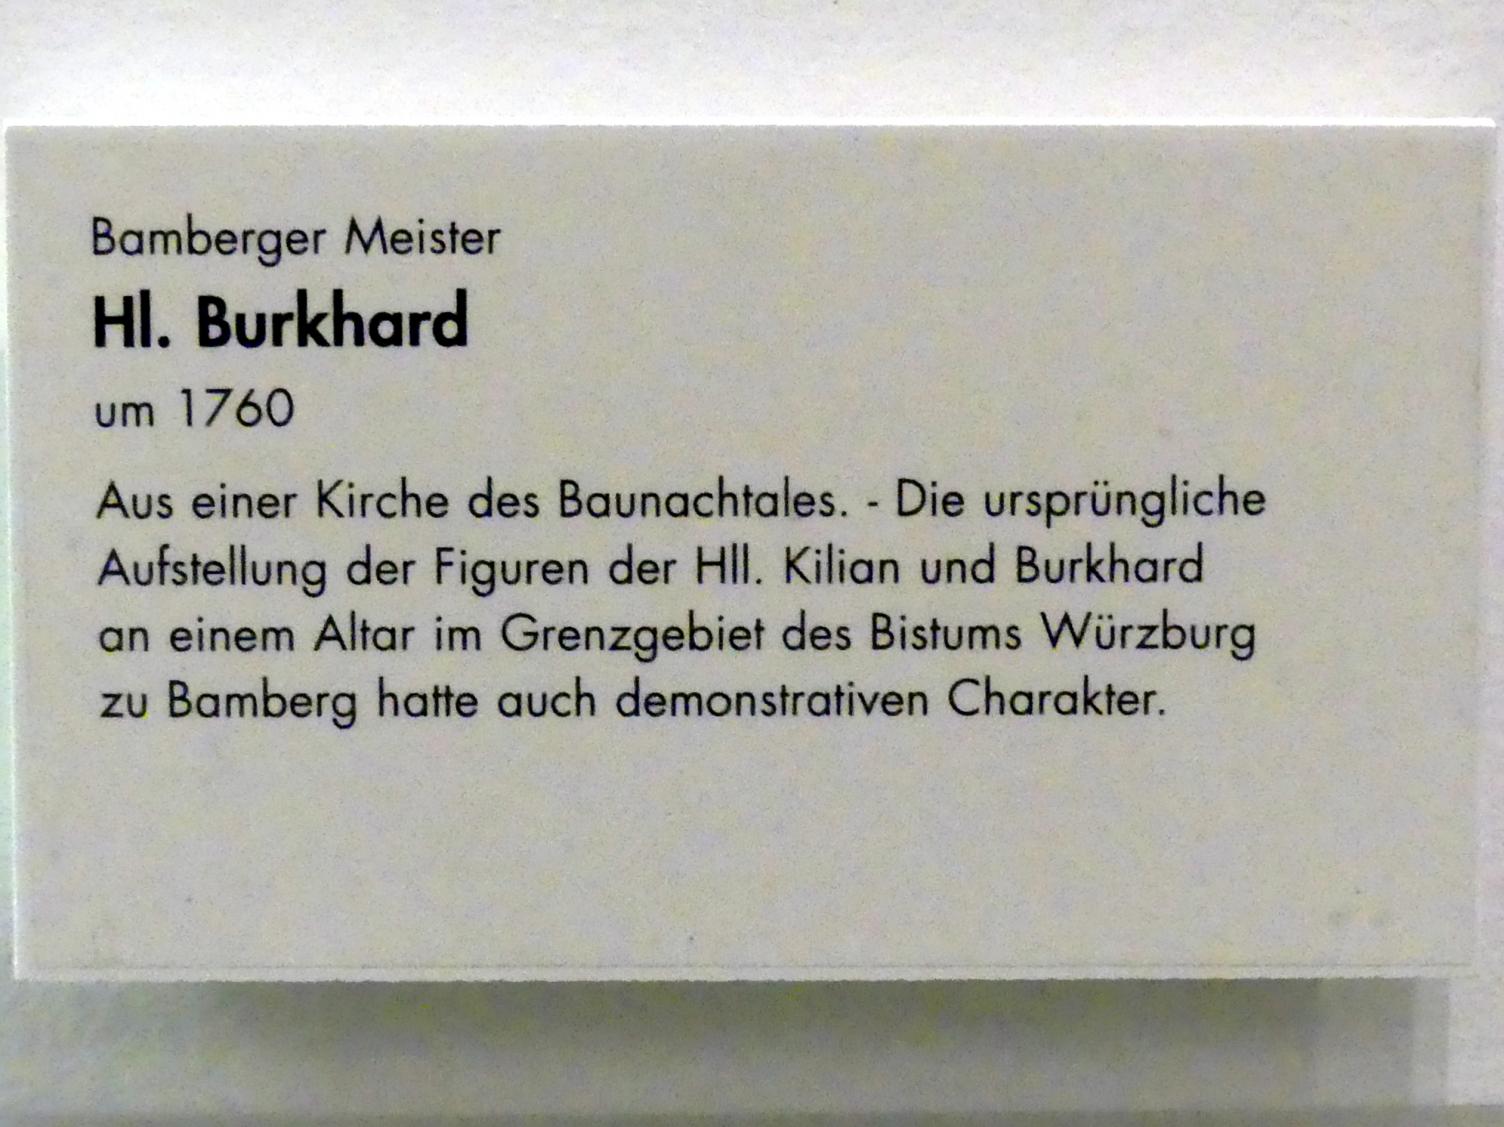 Bamberger Meister
Hl. Burkhard
um 1760
Aus einer Kirche des Baunachtales. - Die ursprüngliche
Aufstellung der Figuren der Hll. Kilian und Burkhard
an einem Altar im Grenzgebiet des Bistums Würzburg
zu Bamberg hatte auch demonstrativen Charakter.